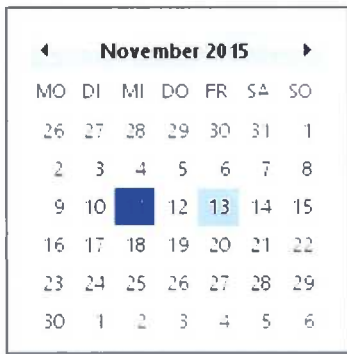 ◀ November 2015 ▶
MO DI MI DO FR SA SO
26 27 28 29 30 31 1
2 3 4 5 6 7 8
9 10 11 12 13 14 15
16 17 18 19 20 21 22
23 24 25 26 27 28 29
30 1 2 3 4 5 6